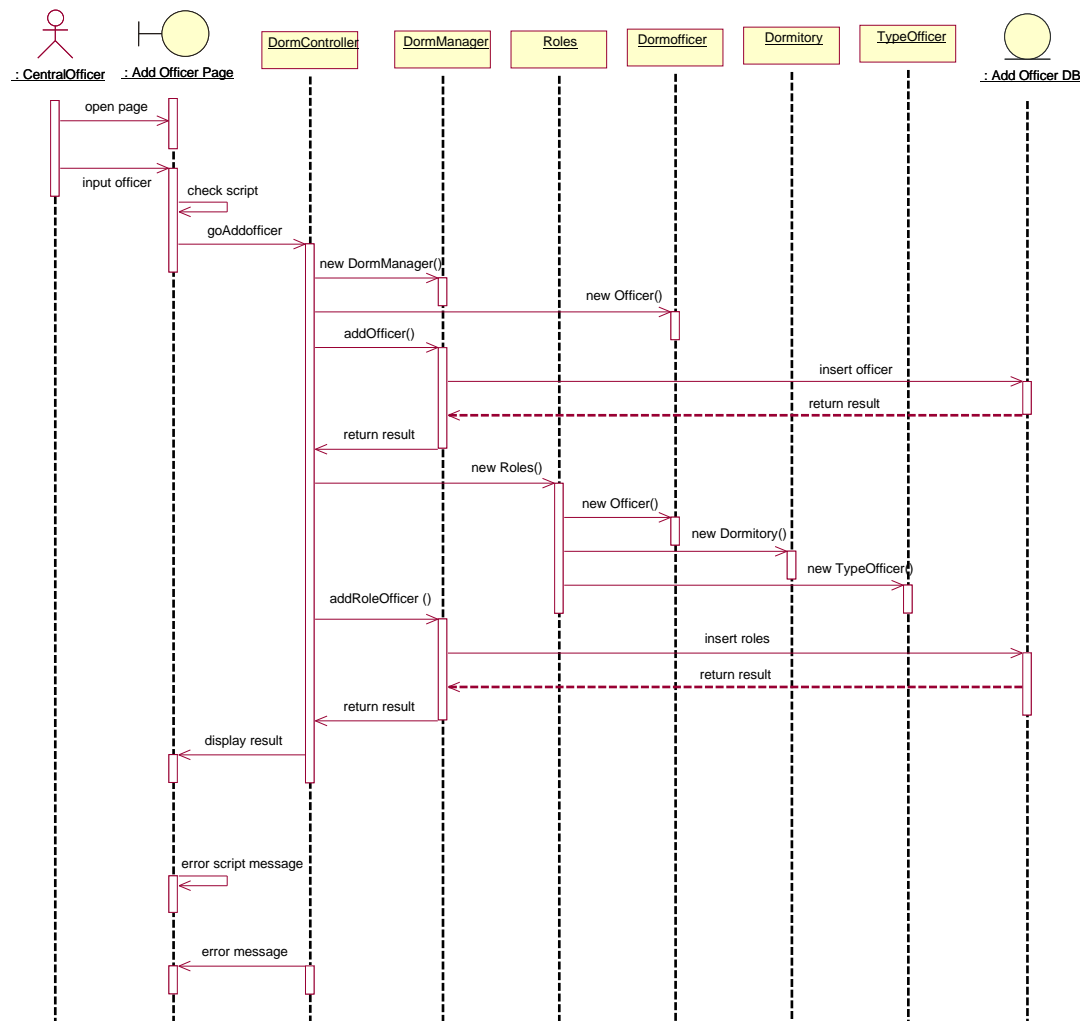 : CentralOfficer
: Add Officer Page
DormController
DormManager
Roles
Dormofficer
Dormitory
TypeOfficer
: Add Officer DB
open page
input officer
check script
goAddofficer
new DormManager()
new Officer()
addOfficer()
insert officer
return result
return result
new Roles()
new Officer()
new Dormitory()
new TypeOfficer()
addRoleOfficer ()
insert roles
return result
return result
display result
error script message
error message